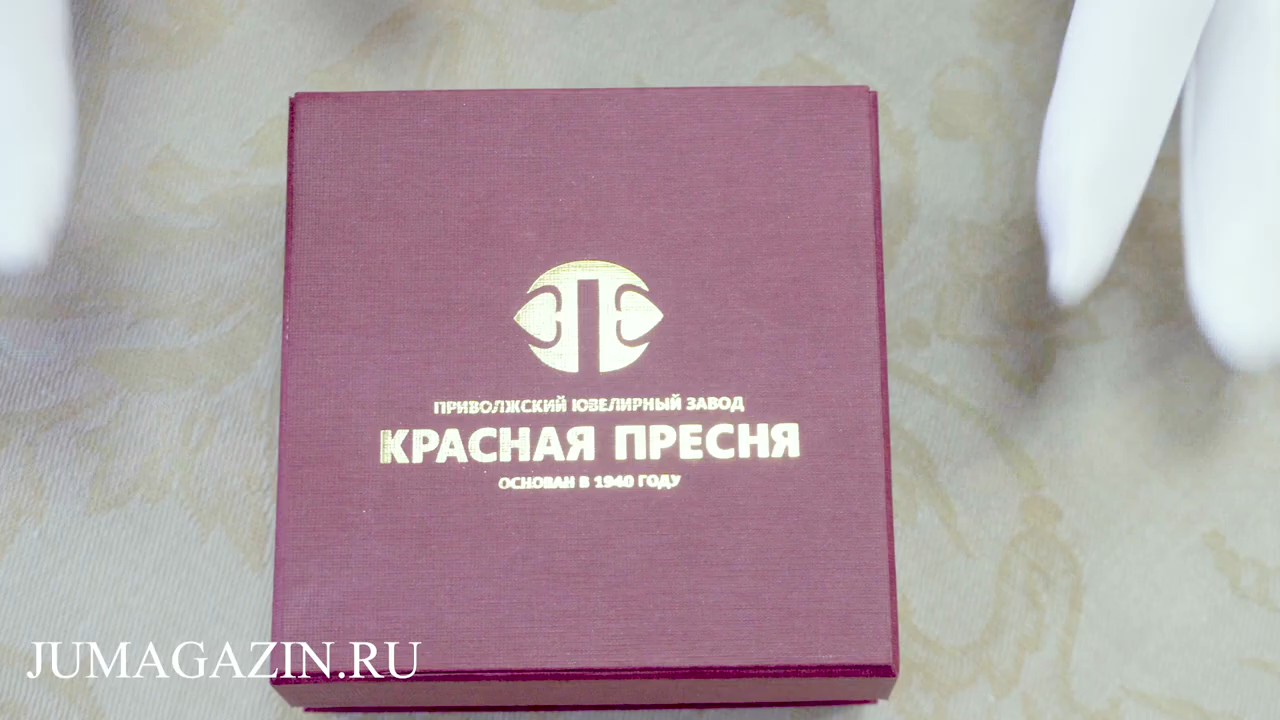 ПРИВОЛЖСКИЙ ЮВЕЛИРНЫЙ ЗАВОД
КРАСНАЯ ПРЕСНЯ
ОСНОВАН В 1940 ГОДУ
JUMAGAZIN.RU